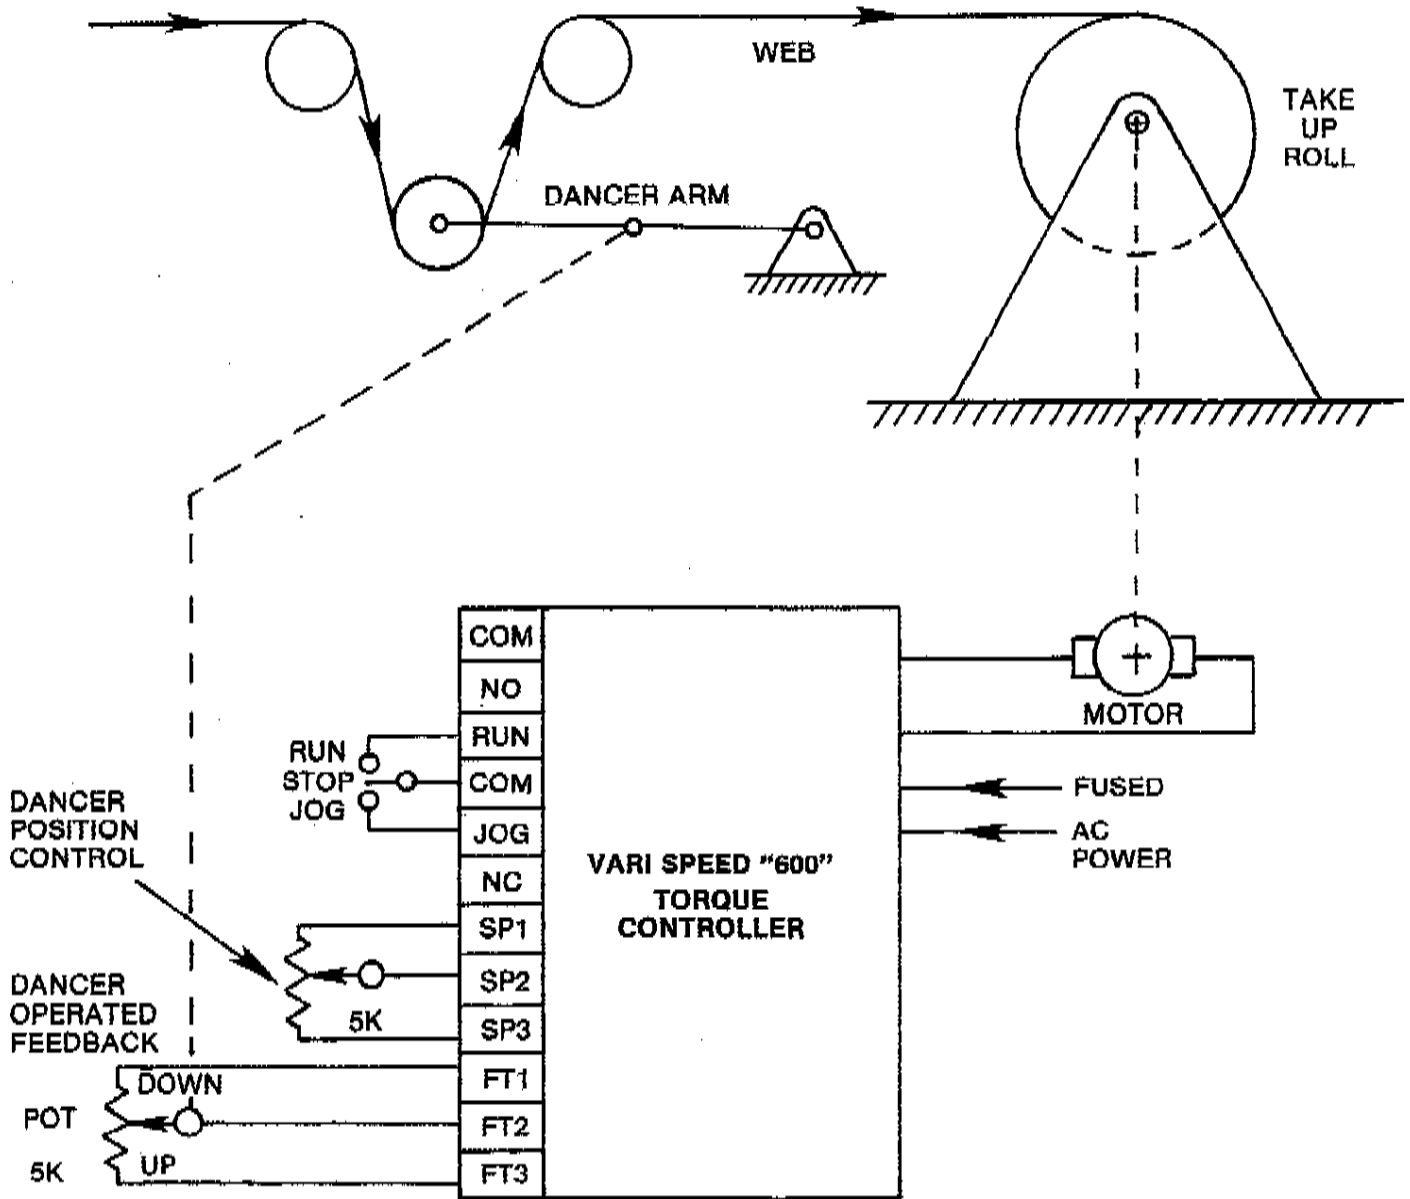 WEB
TAKE
UP
ROLL
DANCER ARM
COM
NO
RUN
COM
JOG
NC
SP1
SP2
SP3
FT1
FT2
FT3
RUN
STOP
JOG
DANCER
POSITION
CONTROL
5K
DANCER
OPERATED
FEEDBACK
DOWN
POT
5K
UP
VARI SPEED "600"
TORQUE
CONTROLLER
MOTOR
FUSED
AC
POWER